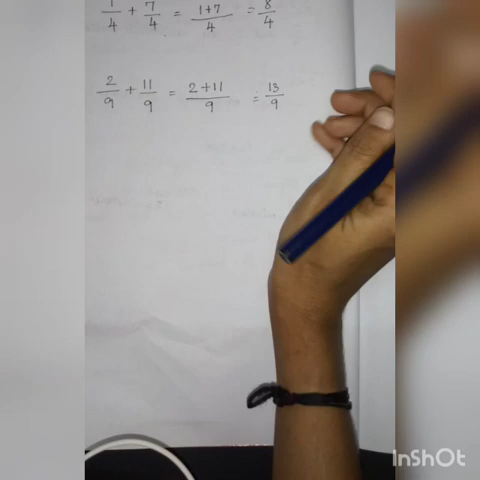 1/4 + 7/4 = 1+7/4 = 8/4
2/9 + 11/9 = 2+11/9 = 13/9
InShOt